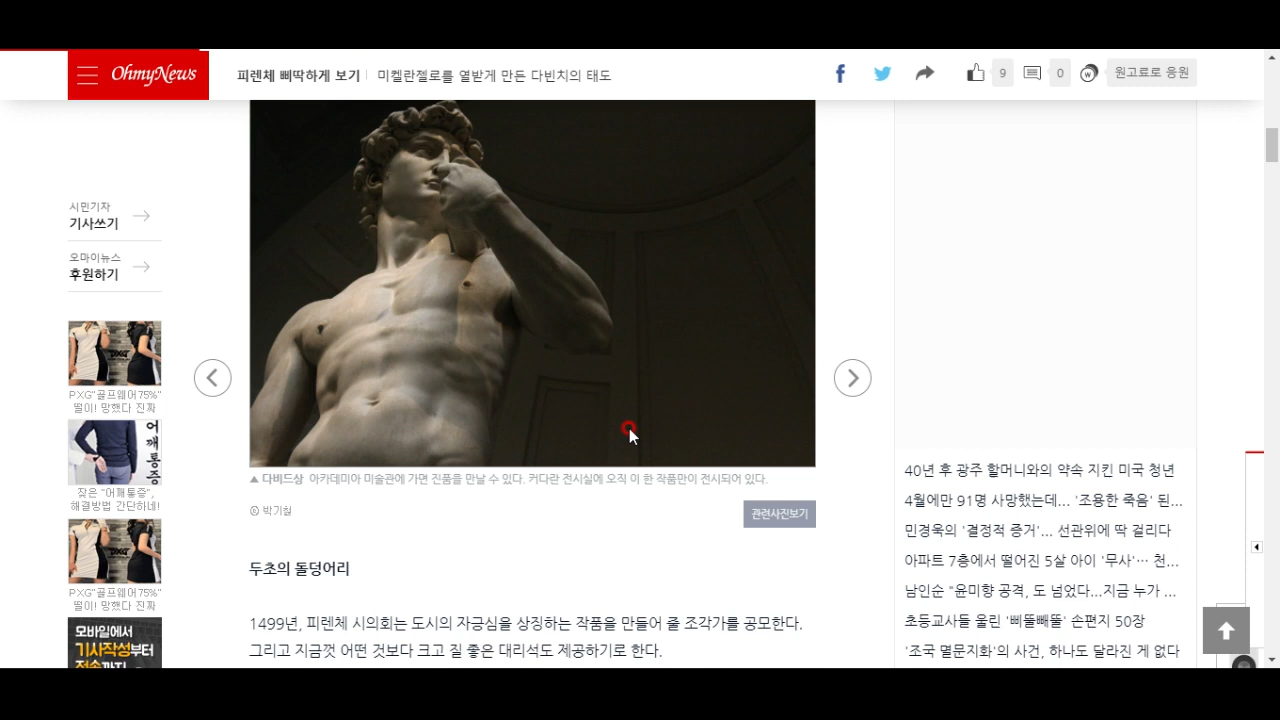 OhmyNews
피렌체 삐딱하게 보기 미켈란젤로를 열받게 만든 다빈치의 태도
9
0
원고료로 응원
시민기자
기사쓰기
오마이뉴스
후원하기
PXG"골프웨어75%"
떨이! 망했다 진짜
어깨통증
잦은 "어깨통증",
해결방법 간단하네!
PXG"골프웨어75%"
떨이! 망했다 진짜
모바일에서
기사작성부터
전송까지
▲ 다비드상 아카데미아 미술관에 가면 진품을 만날 수 있다. 커다란 전시실에 오직 이 한 작품만이 전시되어 있다.
ⓒ 박기철
관련사진보기
두초의 돌덩어리
1499년, 피렌체 시의회는 도시의 자긍심을 상징하는 작품을 만들어 줄 조각가를 공모한다.
그리고 지금껏 어떤 것보다 크고 질 좋은 대리석도 제공하기로 한다.
40년 후 광주 할머니와의 약속 지킨 미국 청년
4월에만 91명 사망했는데... '조용한 죽음' 된...
민경욱의 '결정적 증거'... 선관위에 딱 걸리다
아파트 7층에서 떨어진 5살 아이 '무사'… 천...
남인순 "윤미향 공격, 도 넘었다...지금 누가 ...
초등교사들 울린 '삐뚤빼뚤' 손편지 50장
'조국 멸문지화'의 사건, 하나도 달라진 게 없다